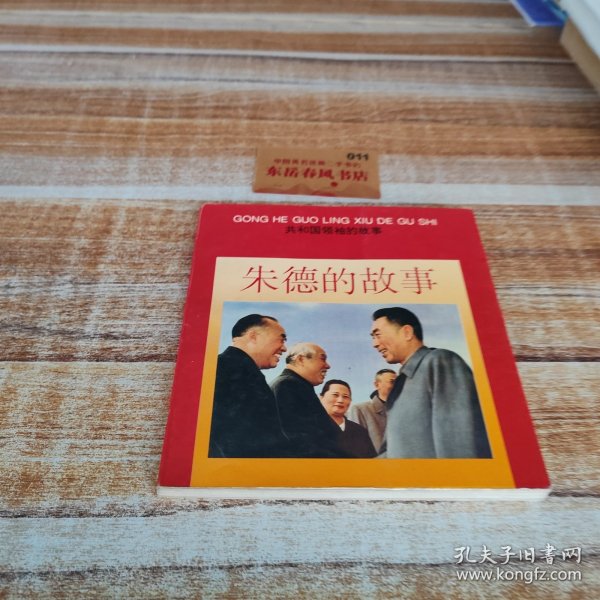 011
东岳春风书店
GONG HE GUO LING XIU DE GU SHI
共和国领袖的故事
朱德的故事
孔夫子旧书网
www.kongfz.com